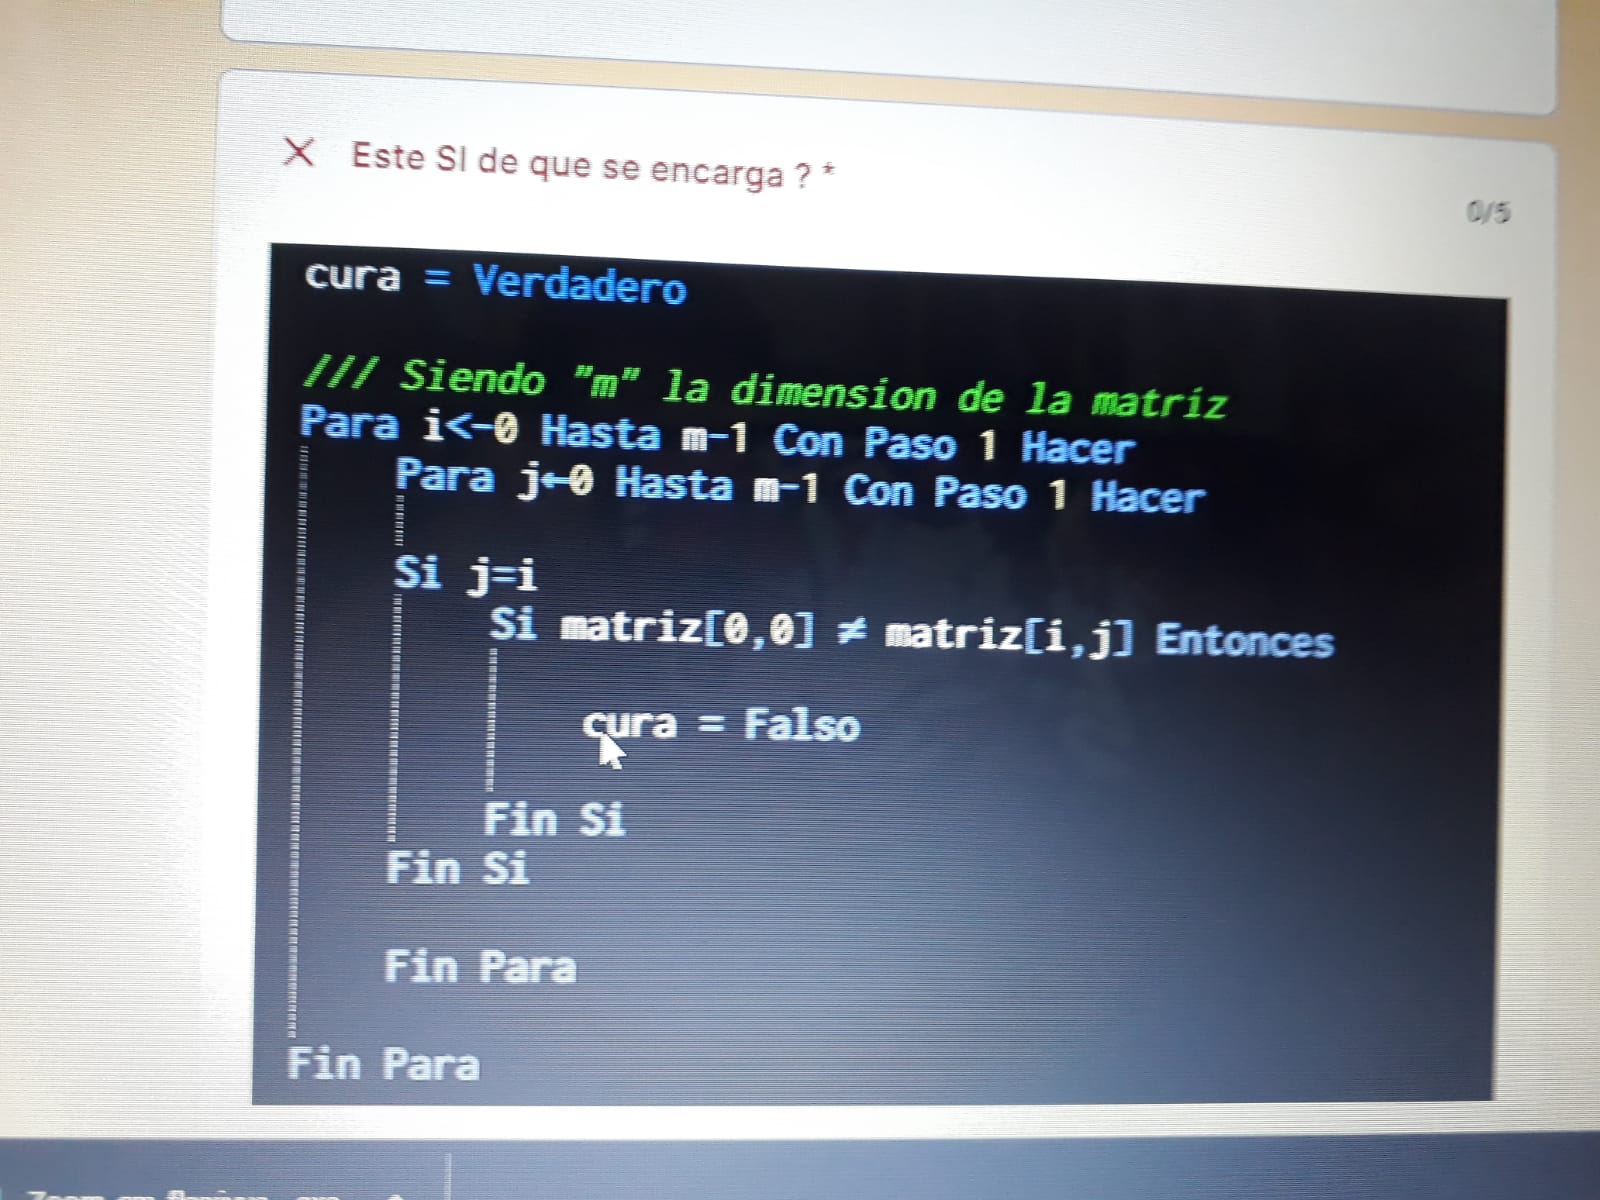 Este SI de que se encarga ? *
0/5
cura = Verdadero
/// Siendo "m" la dimension de la matriz
Para i<-0 Hasta m-1 Con Paso 1 Hacer
Para j←0 Hasta m-1 Con Paso 1 Hacer
Si j=i
Si matriz[0,0] ≠ matriz[i,j] Entonces
cura = Falso
Fin Si
Fin Si
Fin Para
Fin Para